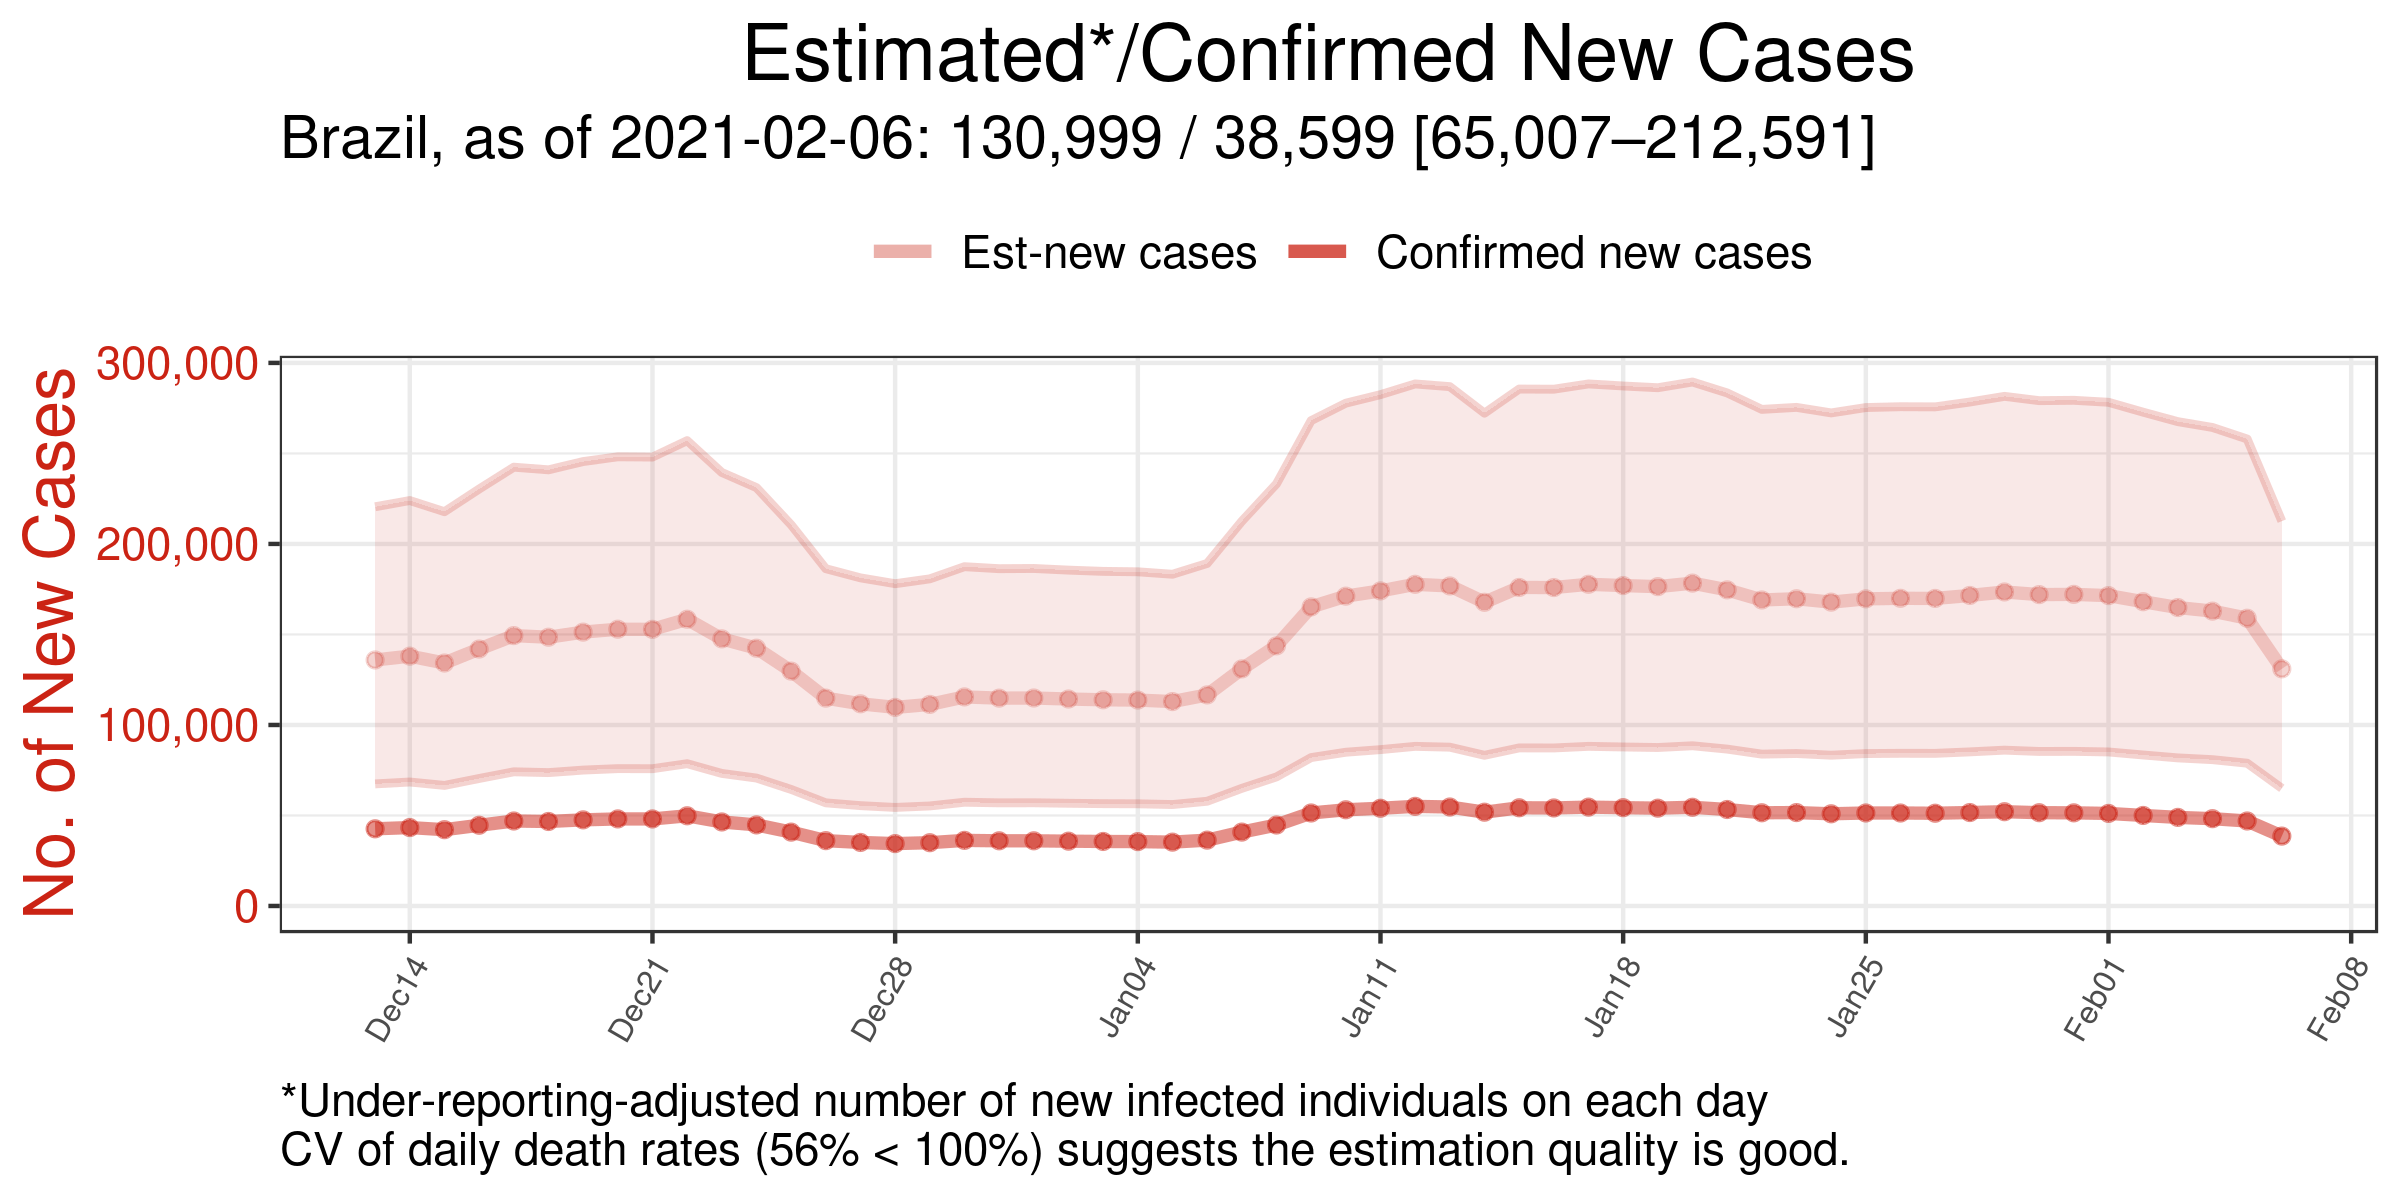 Estimated*/Confirmed New Cases
Brazil, as of 2021-02-06: 130,999 / 38,599 [65,007–212,591]
Est-new cases Confirmed new cases
No. of New Cases
300,000
200,000
100,000
0
Dec14 Dec21 Dec28 Jan04 Jan11 Jan18 Jan25 Feb01 Feb08
*Under-reporting-adjusted number of new infected individuals on each day
CV of daily death rates (56% < 100%) suggests the estimation quality is good.